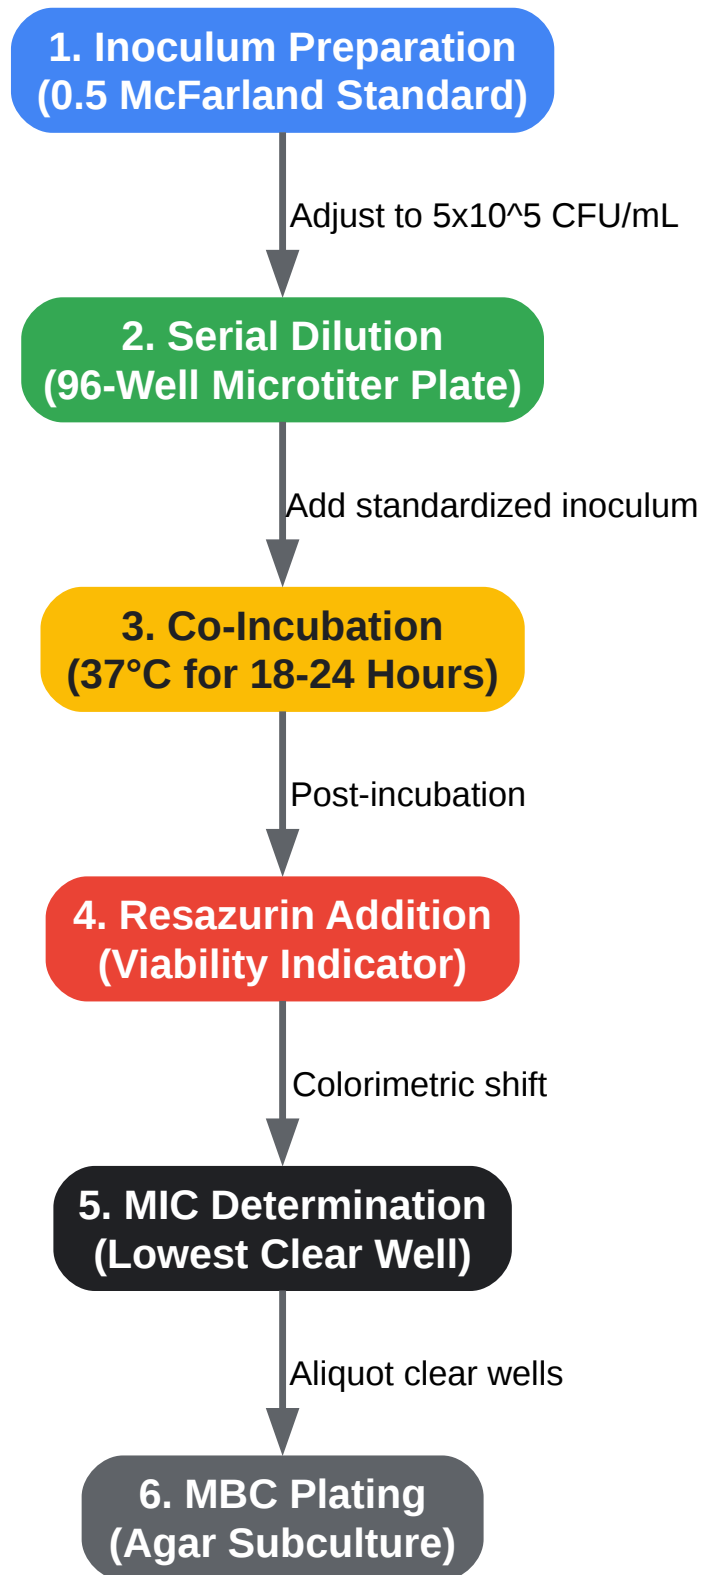 1. Inoculum Preparation
(0.5 McFarland Standard)
Adjust to 5x10^5 CFU/mL
2. Serial Dilution
(96-Well Microtiter Plate)
Add standardized inoculum
3. Co-Incubation
(37°C for 18-24 Hours)
Post-incubation
4. Resazurin Addition
(Viability Indicator)
Colorimetric shift
5. MIC Determination
(Lowest Clear Well)
Aliquot clear wells
6. MBC Plating
(Agar Subculture)